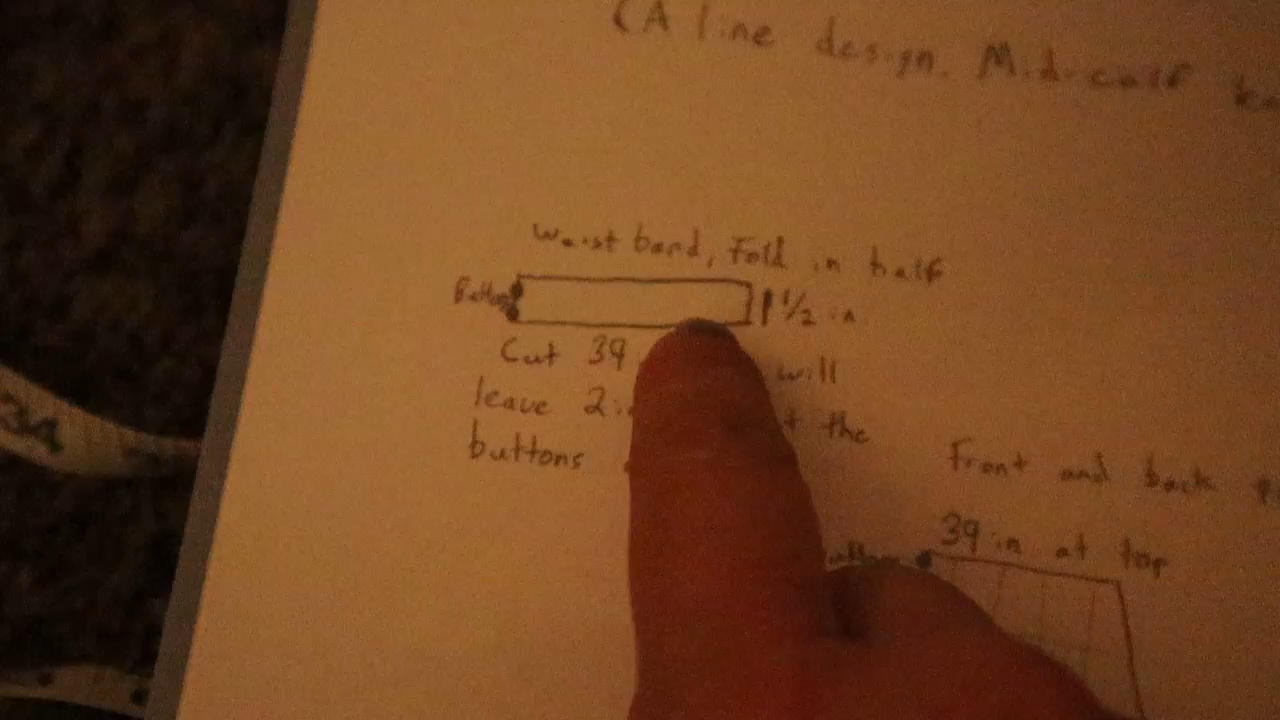 (A line design. Mid-calf
Waist band, Fold in half
Button
1 1/2 in
Cut 39 will
leave 2 in the
buttons
Front and back
39 in at top
34